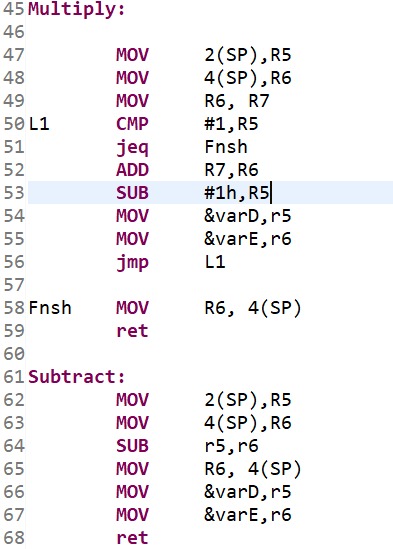 45 Multiply:
46
47 MOV 2(SP),R5
48 MOV 4(SP),R6
49 MOV R6, R7
50 L1 CMP #1,R5
51 jeq Fnsh
52 ADD R7,R6
53 SUB #1h,R5
54 MOV &varD,r5
55 MOV &varE,r6
56 jmp L1
57
58 Fnsh MOV R6, 4(SP)
59 ret
60
61 Subtract:
62 MOV 2(SP),R5
63 MOV 4(SP),R6
64 SUB r5,r6
65 MOV R6, 4(SP)
66 MOV &varD,r5
67 MOV &varE,r6
68 ret